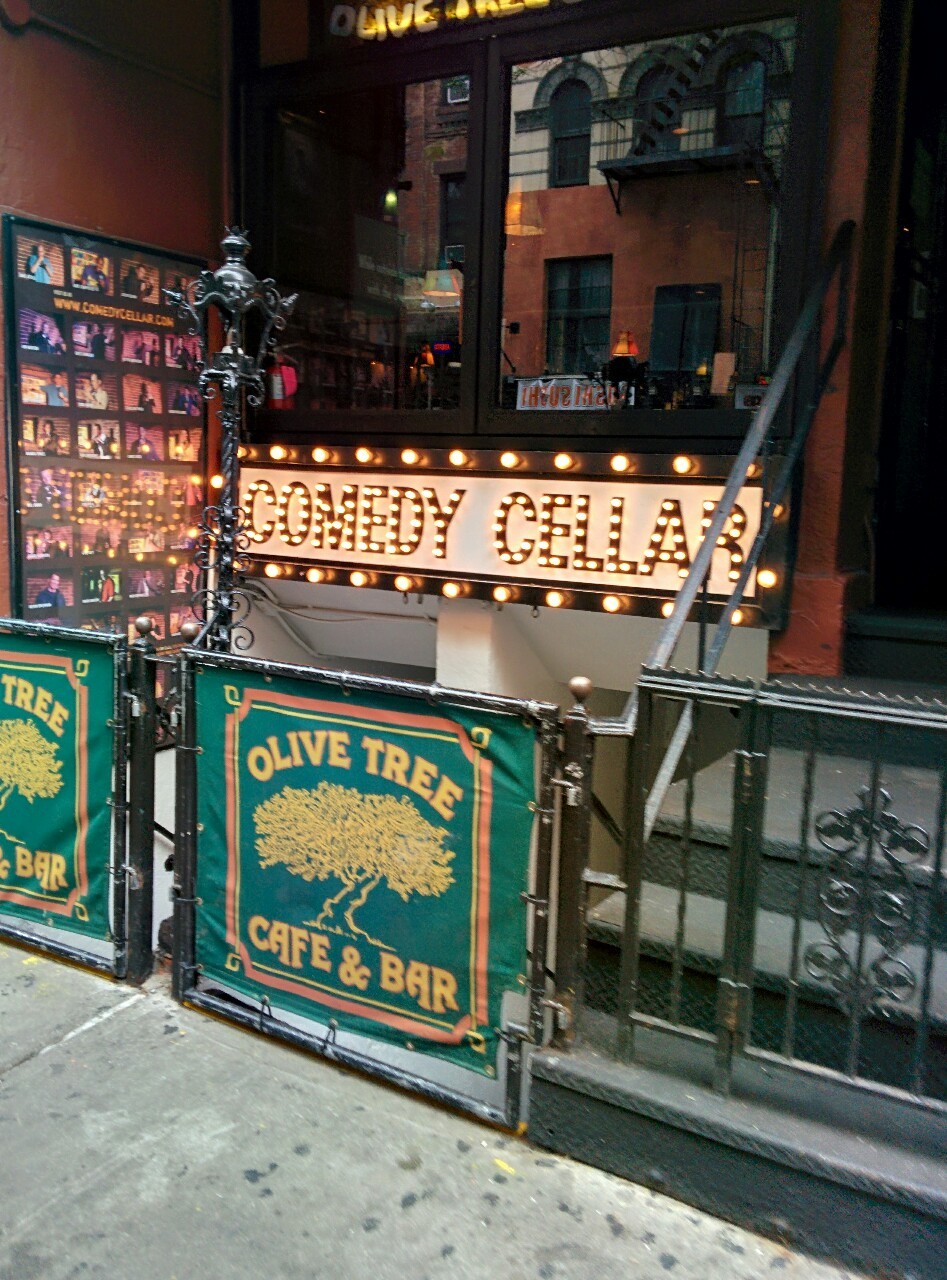 OLIVE TREE
WWW.COMEDYCELLAR.COM
COMEDY CELLAR
TREE
& BAR
OLIVE TREE
CAFE & BAR